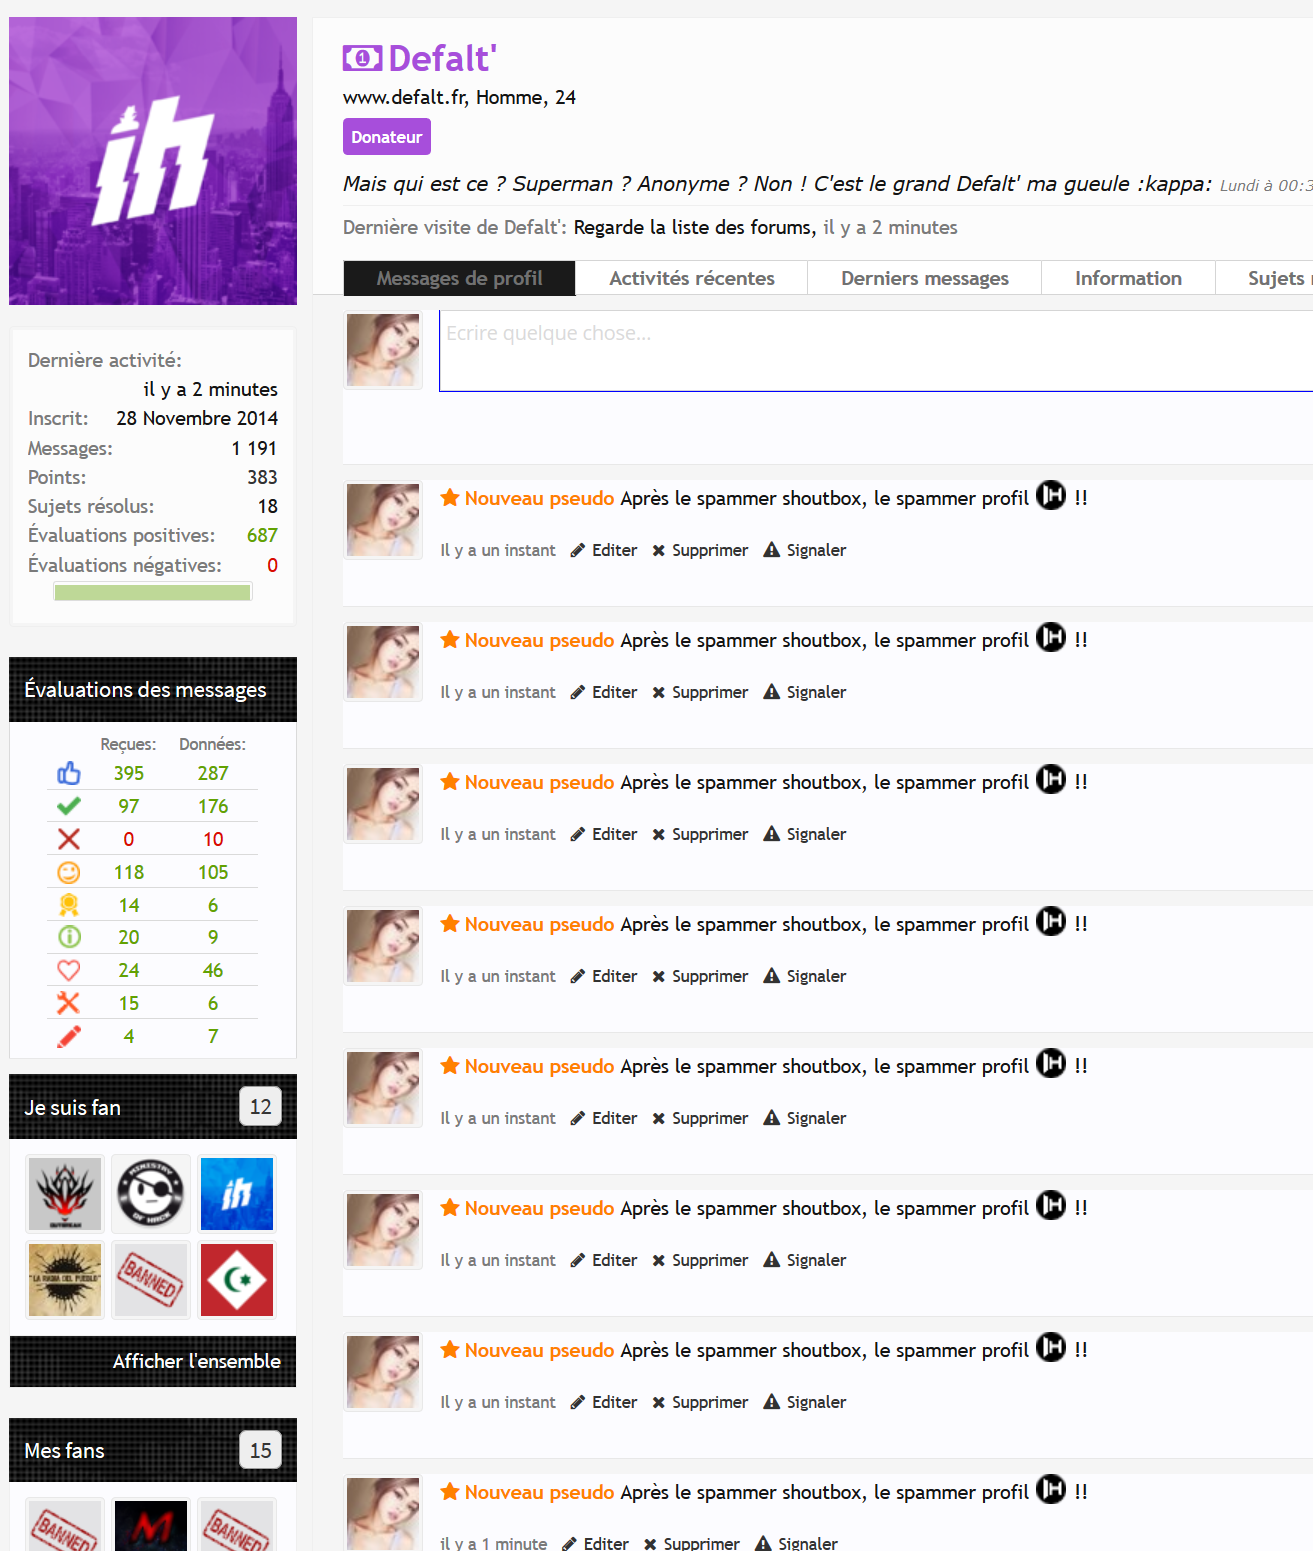 Defalt'
www.defalt.fr, Homme, 24
Donateur
Mais qui est ce ? Superman ? Anonyme ? Non ! C'est le grand Defalt' ma gueule :kappa: Lundi à 00:3
Dernière visite de Defalt': Regarde la liste des forums, il y a 2 minutes
Messages de profil Activités récentes Derniers messages Information Sujets
Ecrire quelque chose...
Nouveau pseudo Après le spammer shoutbox, le spammer profil !!
Il y a un instant Editer Supprimer Signaler
Nouveau pseudo Après le spammer shoutbox, le spammer profil !!
Il y a un instant Editer Supprimer Signaler
Nouveau pseudo Après le spammer shoutbox, le spammer profil !!
Il y a un instant Editer Supprimer Signaler
Nouveau pseudo Après le spammer shoutbox, le spammer profil !!
Il y a un instant Editer Supprimer Signaler
Nouveau pseudo Après le spammer shoutbox, le spammer profil !!
Il y a un instant Editer Supprimer Signaler
Nouveau pseudo Après le spammer shoutbox, le spammer profil !!
Il y a un instant Editer Supprimer Signaler
Nouveau pseudo Après le spammer shoutbox, le spammer profil !!
Il y a un instant Editer Supprimer Signaler
Nouveau pseudo Après le spammer shoutbox, le spammer profil !!
il y a 1 minute Editer Supprimer Signaler
ih
Dernière activité:
il y a 2 minutes
Inscrit: 28 Novembre 2014
Messages: 1 191
Points: 383
Sujets résolus: 18
Évaluations positives: 687
Évaluations négatives: 0
Évaluations des messages
Reçues: Données:
395 287
97 176
0 10
118 105
14 6
20 9
24 46
15 6
4 7
Je suis fan 12
OUTBREAK
MINISTRY OF HACK
ih
"LA RABIA DEL PUEBLO"
BANNED
Afficher l'ensemble
Mes fans 15
BANNED M BANNED